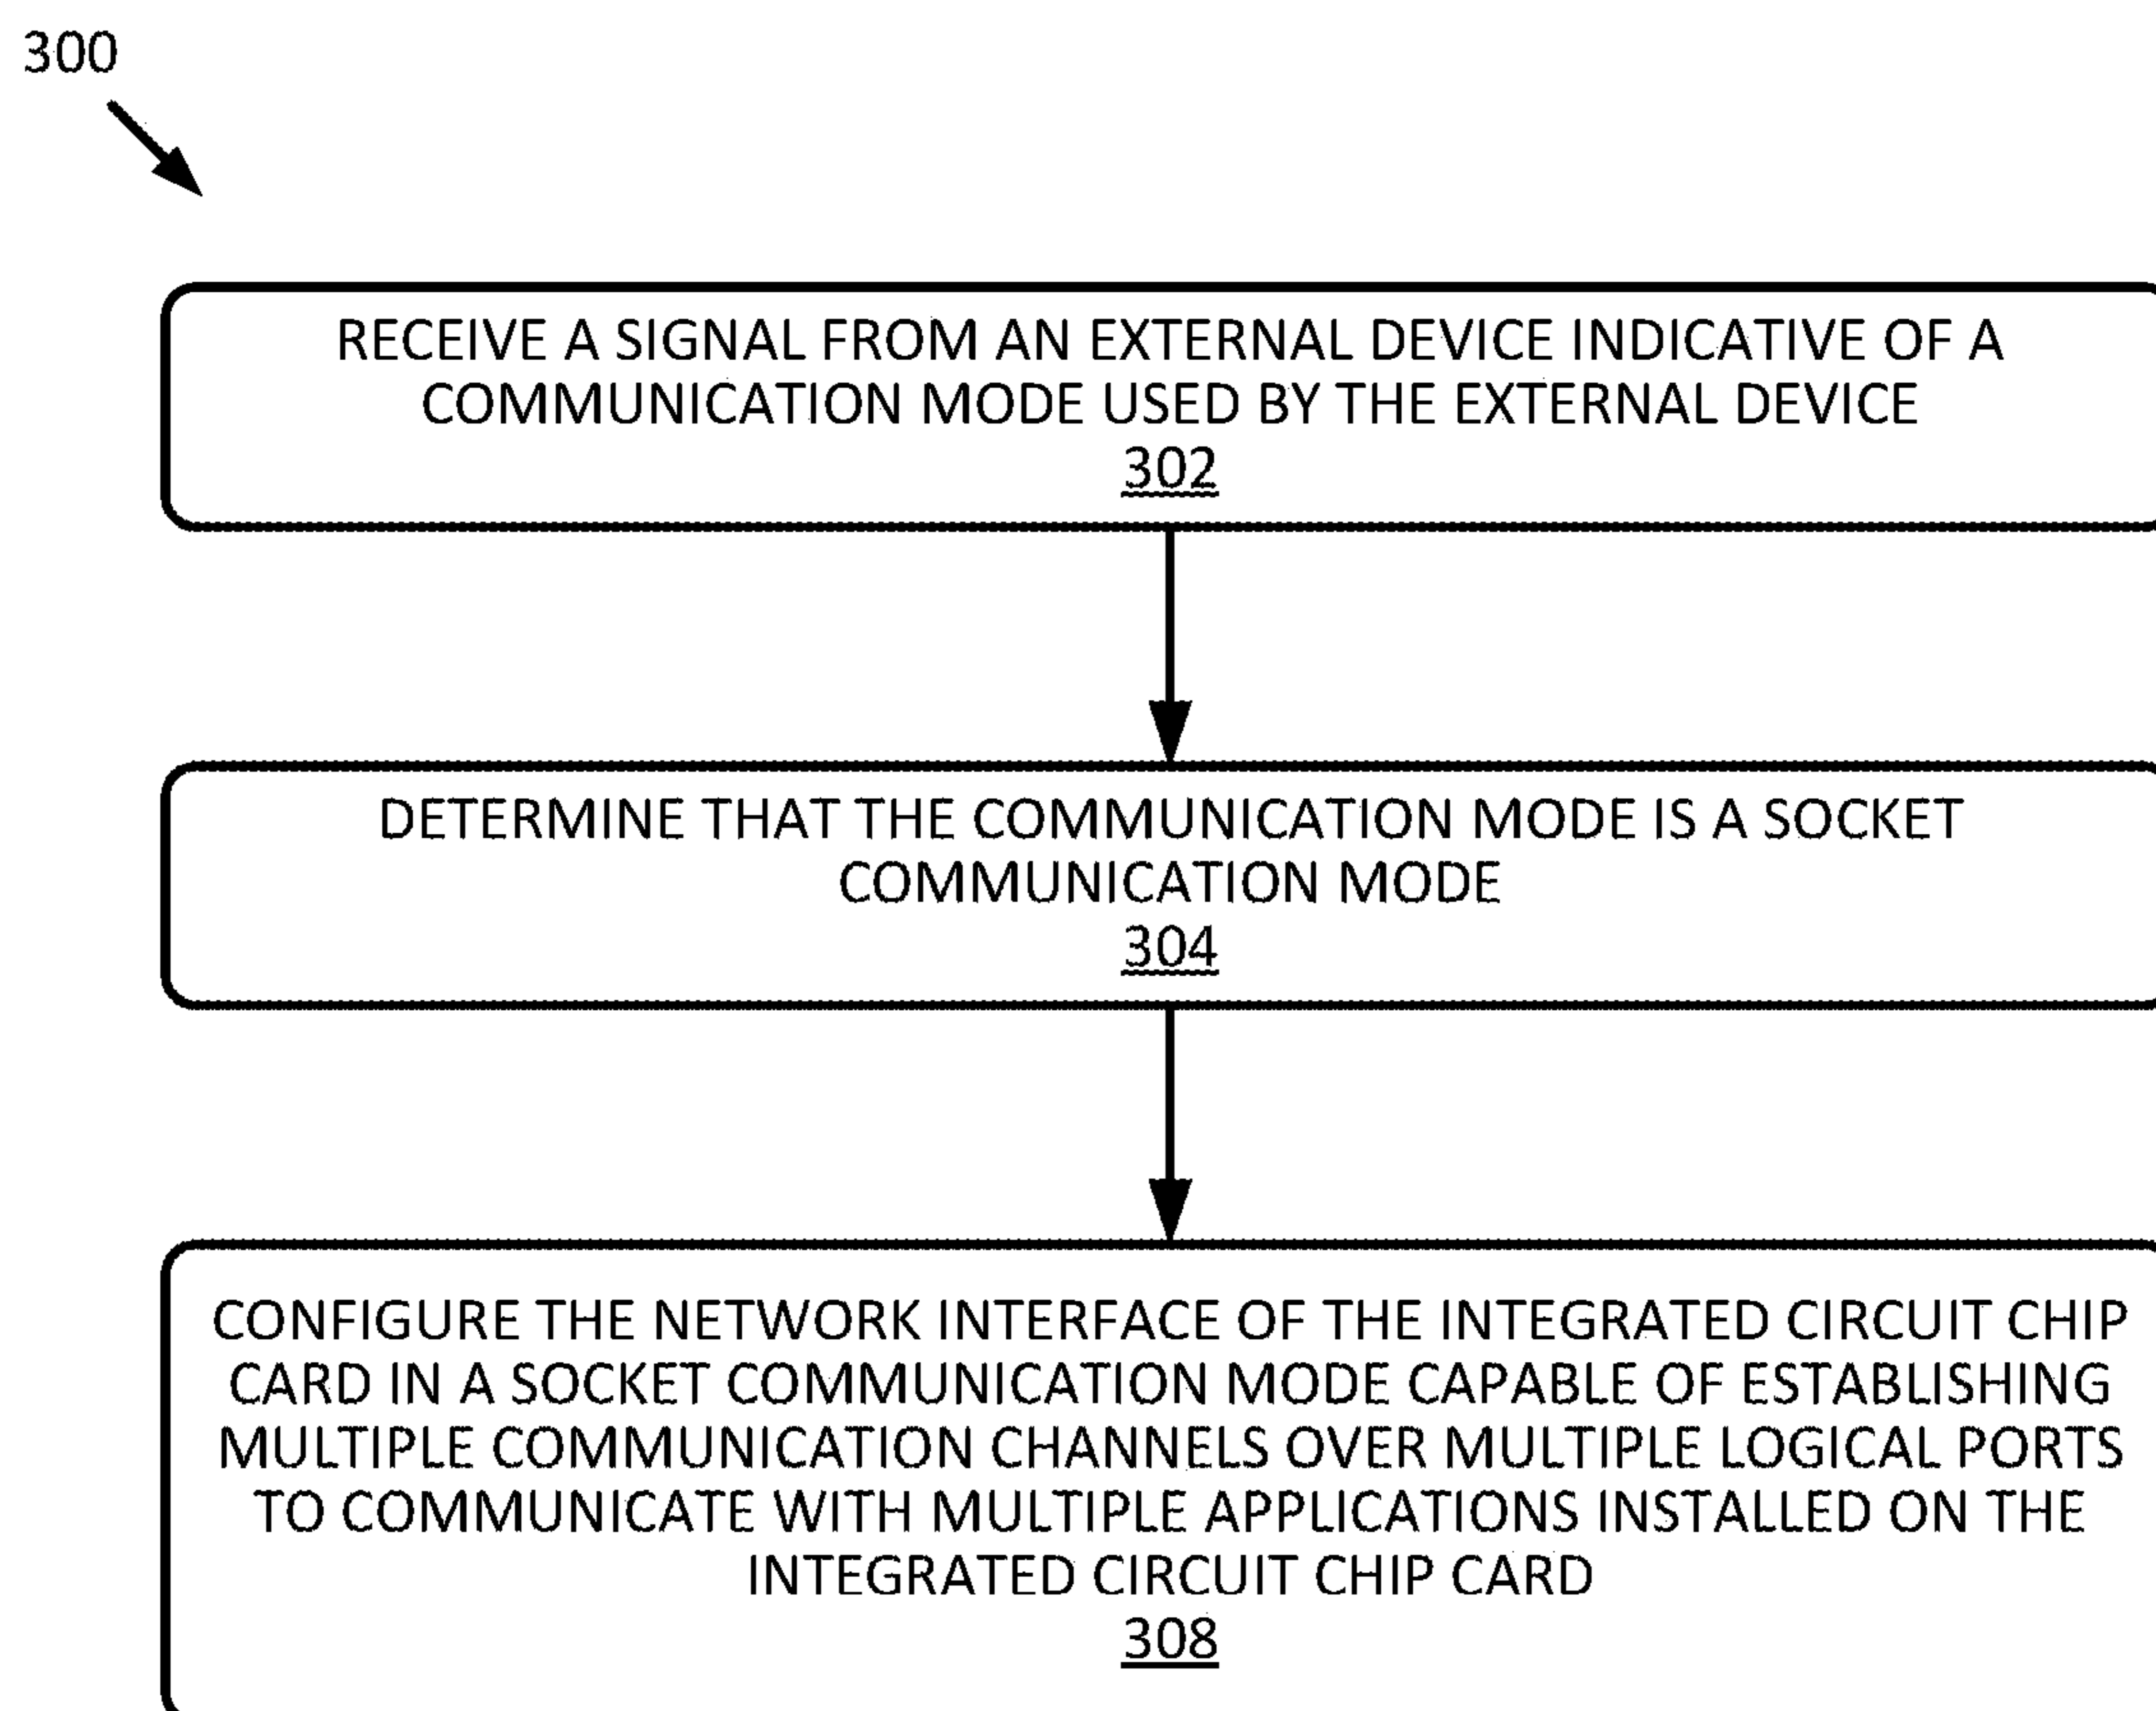 300
RECEIVE A SIGNAL FROM AN EXTERNAL DEVICE INDICATIVE OF A
COMMUNICATION MODE USED BY THE EXTERNAL DEVICE
302
DETERMINE THAT THE COMMUNICATION MODE IS A SOCKET
COMMUNICATION MODE
304
CONFIGURE THE NETWORK INTERFACE OF THE INTEGRATED CIRCUIT CHIP
CARD IN A SOCKET COMMUNICATION MODE CAPABLE OF ESTABLISHING
MULTIPLE COMMUNICATION CHANNELS OVER MULTIPLE LOGICAL PORTS
TO COMMUNICATE WITH MULTIPLE APPLICATIONS INSTALLED ON THE
INTEGRATED CIRCUIT CHIP CARD
308